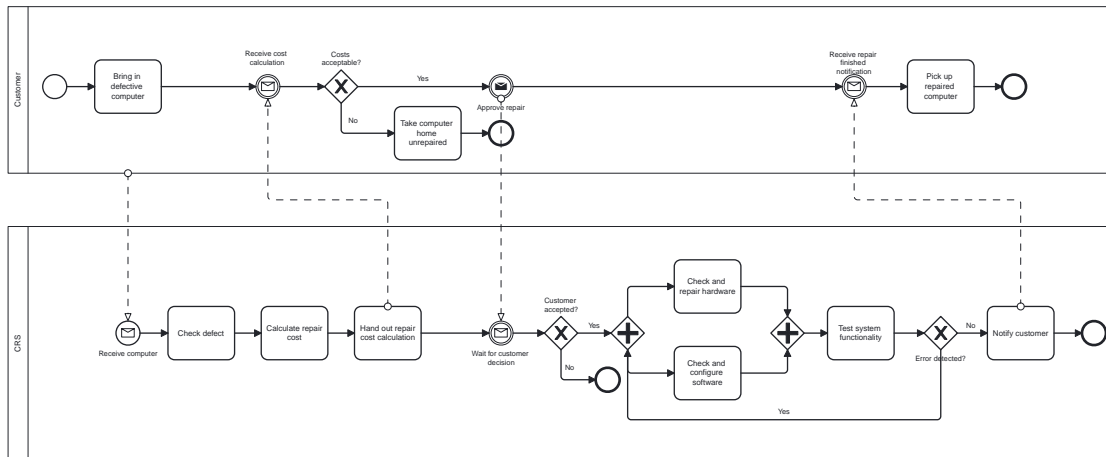 Customer
Bring in
defective
computer
Receive cost
calculation
Costs
acceptable?
Yes
No
Take computer
home
unrepaired
Approve repair
Receive repair
finished
notification
Pick up
repaired
computer
CRS
Receive computer
Check defect
Calculate repair
cost
Hand out repair
cost calculation
Wait for customer
decision
Customer
accepted?
Yes
No
Check and
repair hardware
Check and
configure
software
Test system
functionality
Error detected?
No
Yes
Notify customer